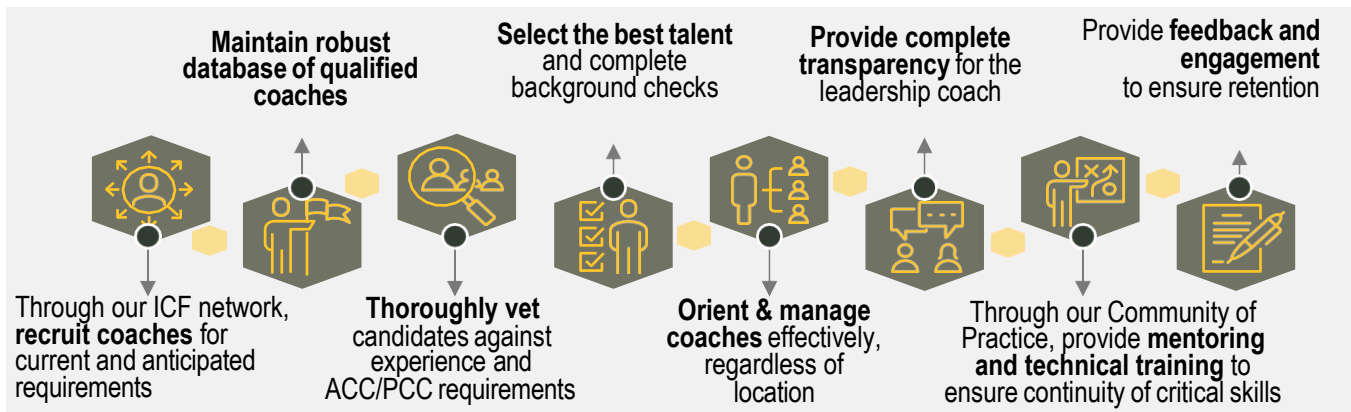 Through our ICF network,
recruit coaches for
current and anticipated
requirements
Maintain robust
database of qualified
coaches
Thoroughly vet
candidates against
experience and
ACC/PCC requirements
Select the best talent
and complete
background checks
Orient & manage
coaches effectively,
regardless of
location
Provide complete
transparency for the
leadership coach
Through our Community of
Practice, provide mentoring
and technical training to
ensure continuity of critical skills
Provide feedback and
engagement
to ensure retention